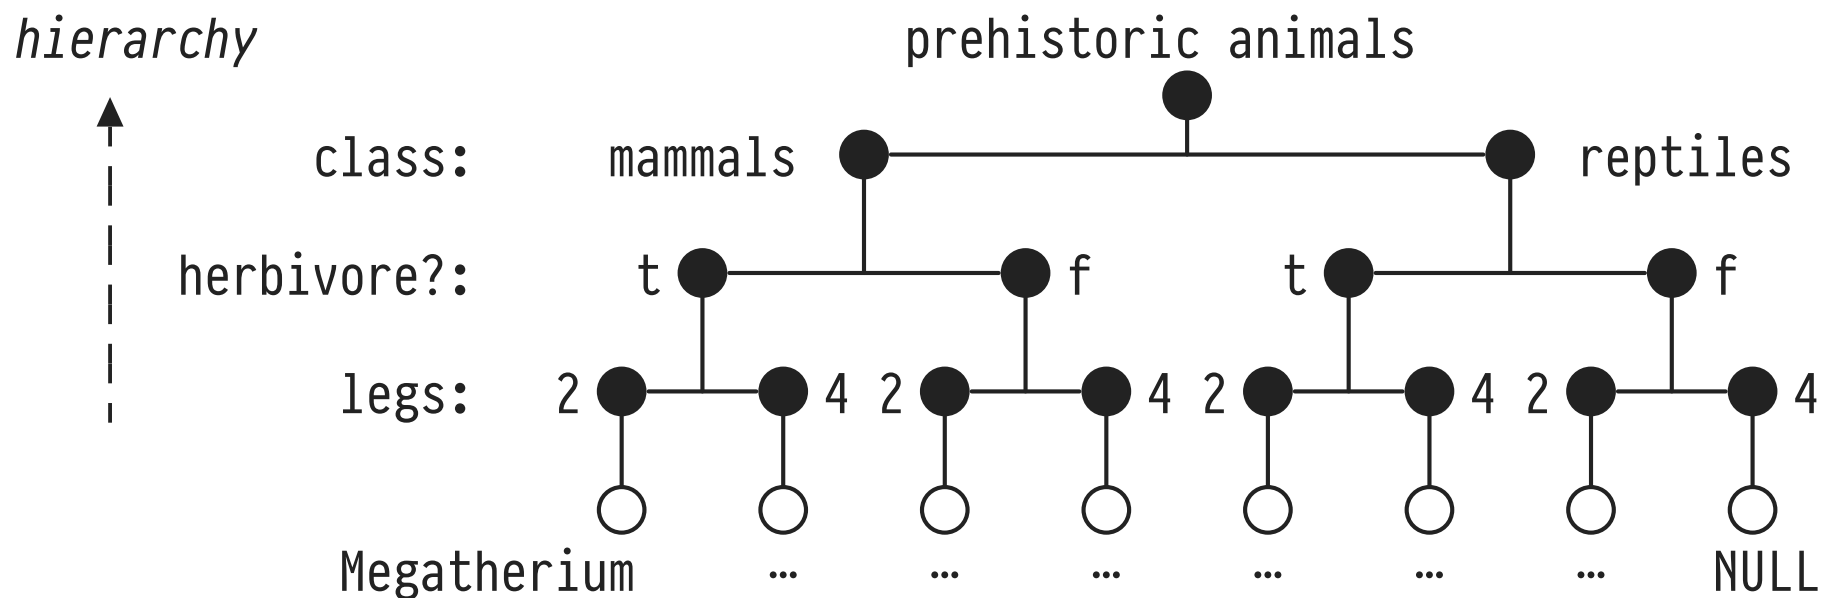 hierarchy prehistoric animals
class: mammals reptiles
herbivore?: t f t f
legs: 2 4 2 4 2 4 2 4
Megatherium ... ... ... ... ... ... NULL